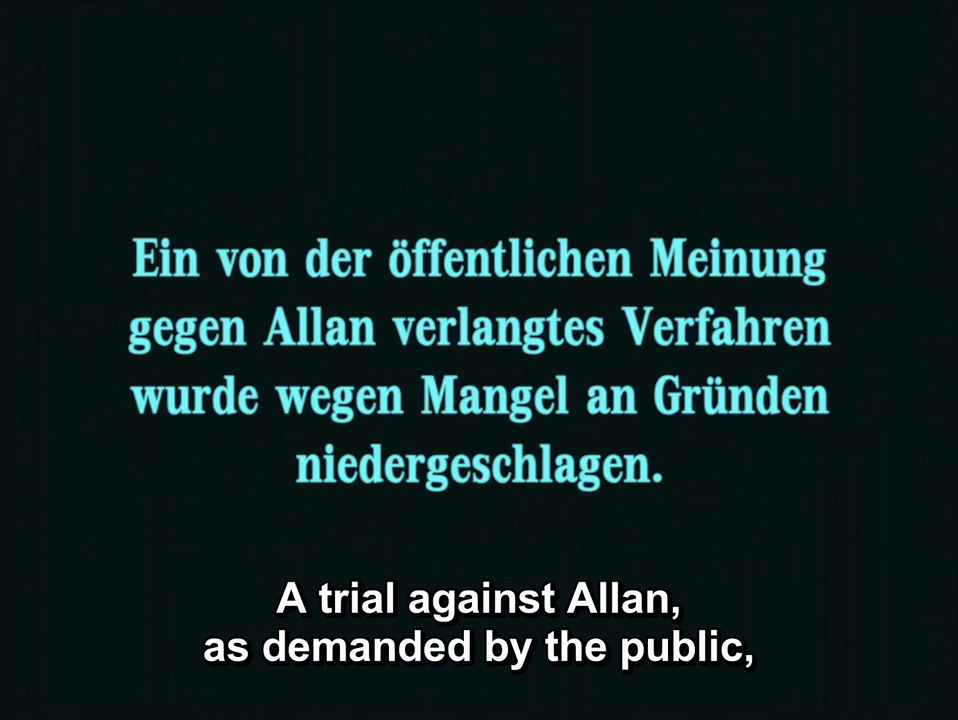 Ein von der öffentlichen Meinung
gegen Allan verlangtes Verfahren
wurde wegen Mangel an Gründen
niedergeschlagen.
A trial against Allan,
as demanded by the public,